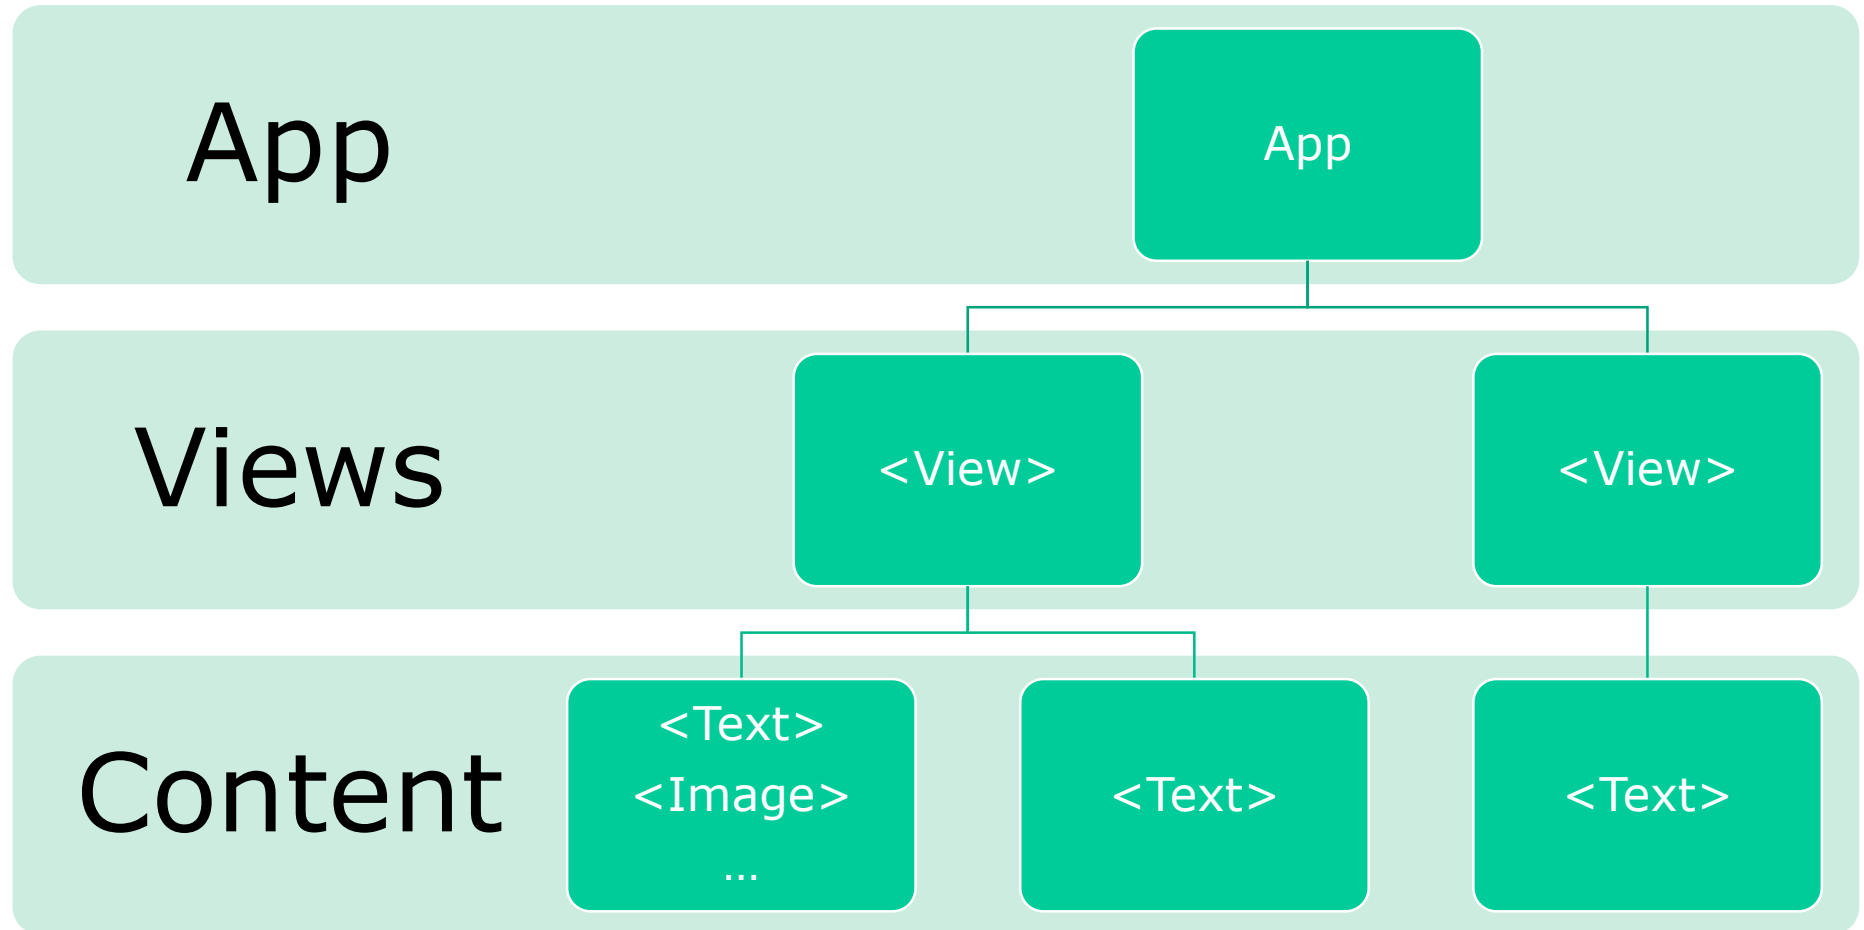 App
App
Views
<View>
<View>
Content
<Text>
<Image>
...
<Text>
<Text>